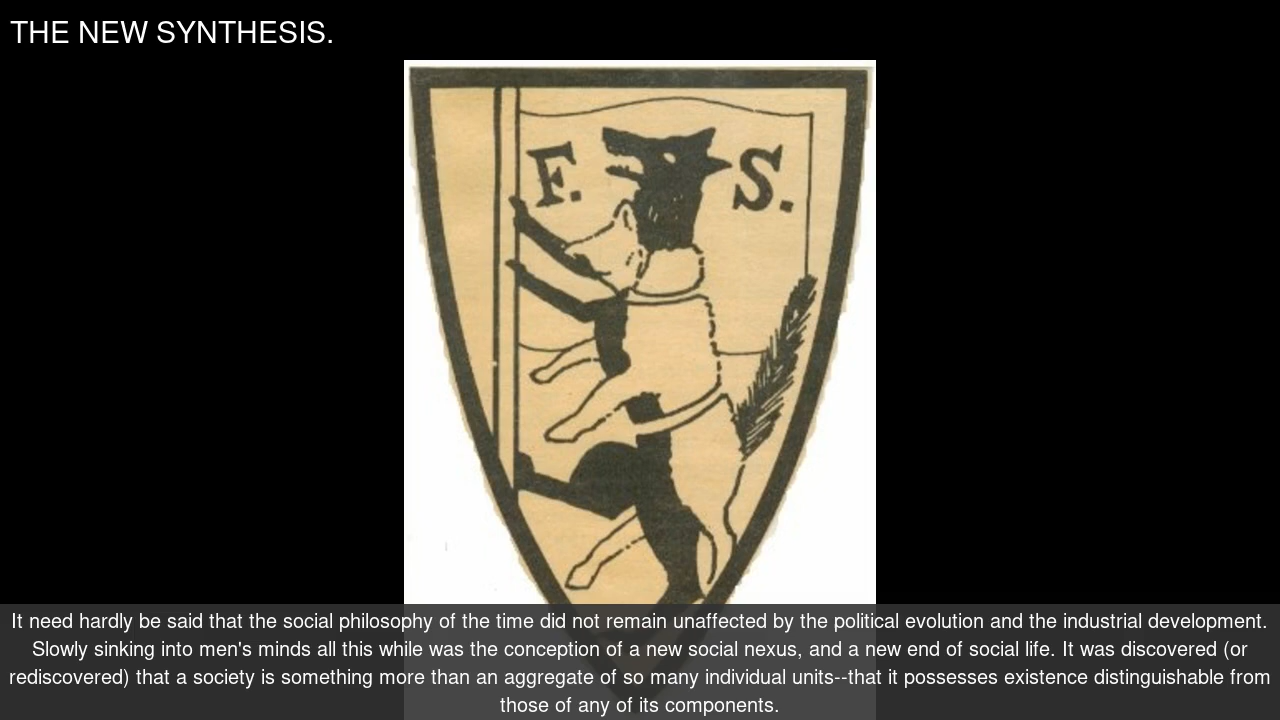 THE NEW SYNTHESIS.
F. S.
It need hardly be said that the social philosophy of the time did not remain unaffected by the political evolution and the industrial development.
Slowly sinking into men's minds all this while was the conception of a new social nexus, and a new end of social life. It was discovered (or
rediscovered) that a society is something more than an aggregate of so many individual units--that it possesses existence distinguishable from
those of any of its components.